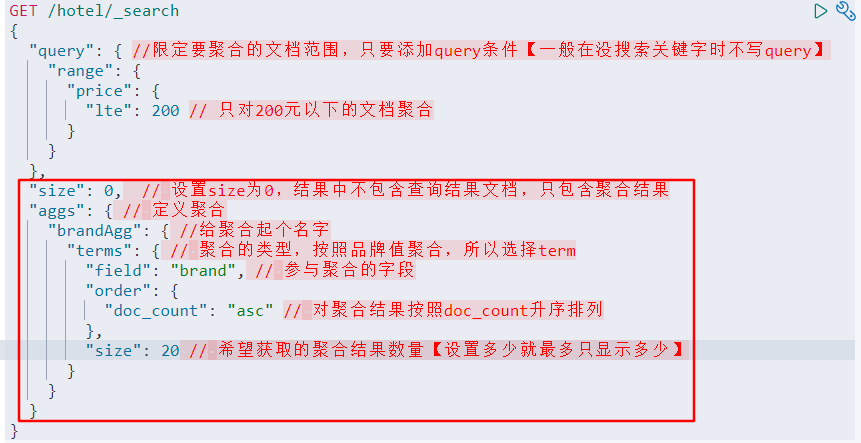 GET /hotel/_search
{
  "query": { //限定要聚合的文档范围，只要添加query条件【一般在没搜索关键字时不写query】
    "range": {
      "price": {
        "lte": 200 // 只对200元以下的文档聚合
      }
    }
  },
  "size": 0,  // 设置size为0，结果中不包含查询结果文档，只包含聚合结果
  "aggs": { // 定义聚合
    "brandAgg": { //给聚合起个名字
      "terms": { // 聚合的类型，按照品牌值聚合，所以选择term
        "field": "brand", // 参与聚合的字段
        "order": {
          "doc_count": "asc" // 对聚合结果按照doc_count升序排列
        },
        "size": 20 // 希望获取的聚合结果数量【设置多少就最多只显示多少】
      }
    }
  }
}